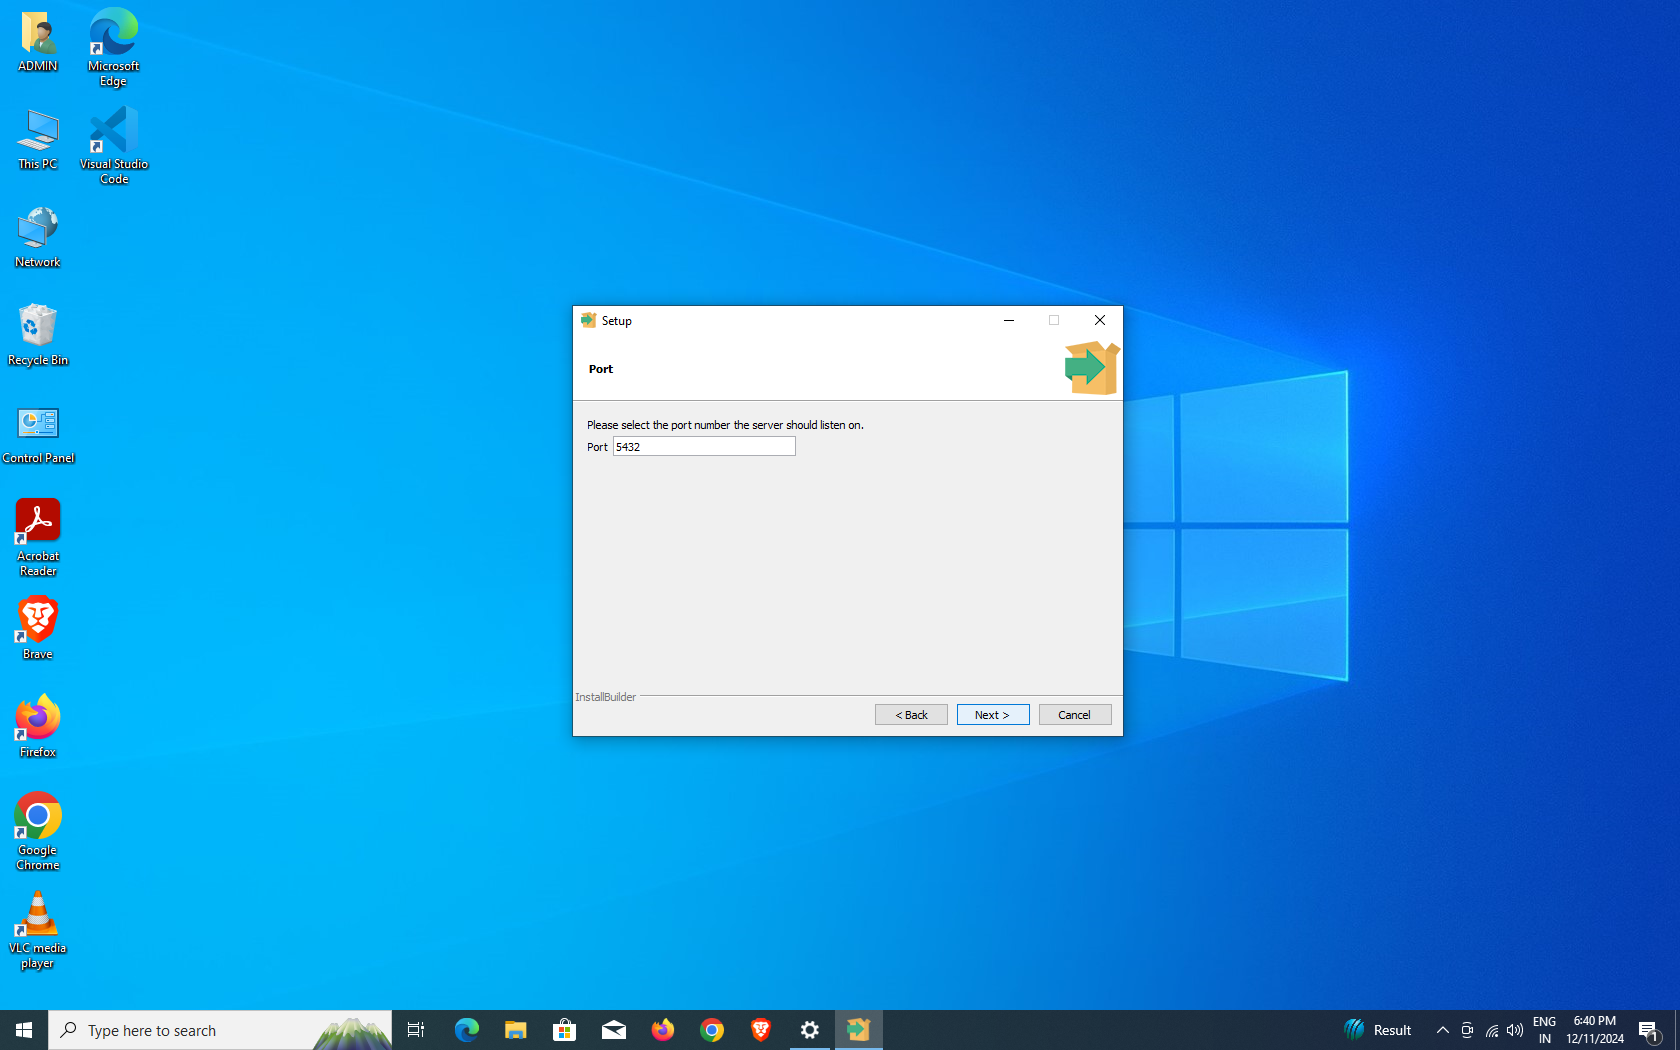 ADMIN
Microsoft
Edge
This PC
Visual Studio
Code
Network
Recycle Bin
Control Panel
Acrobat
Reader
Brave
Firefox
Google
Chrome
VLC media
player
Setup
Port
Please select the port number the server should listen on.
Port 5432
InstallBuilder
< Back
Next >
Cancel
Type here to search
Result
ENG
IN
6:40 PM
12/11/2024
1